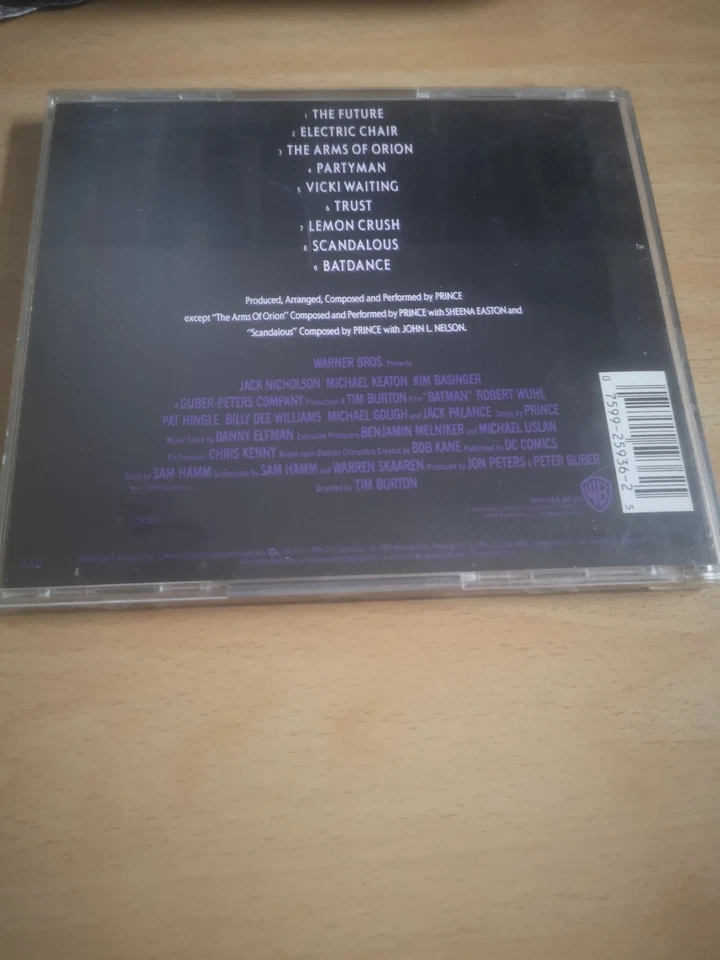 1 THE FUTURE
2 ELECTRIC CHAIR
3 THE ARMS OF ORION
4 PARTYMAN
5 VICKI WAITING
6 TRUST
7 LEMON CRUSH
8 SCANDALOUS
9 BATDANCE
TM
Produced, Arranged, Composed and Performed by PRINCE
except "The Arms Of Orion" Composed and Performed by PRINCE with SHEENA EASTON and
"Scandalous" Composed by PRINCE with JOHN L. NELSON.
WARNER BROS. Presents
JACK NICHOLSON MICHAEL KEATON KIM BASINGER
A GUBER-PETERS COMPANY Production A TIM BURTON Film "BATMAN" ROBERT WUHL
PAT HINGLE BILLY DEE WILLIAMS MICHAEL GOUGH and JACK PALANCE Songs by PRINCE
Music Score by DANNY ELFMAN Executive Producers BENJAMIN MELNIKER and MICHAEL USLAN
Co-Producer CHRIS KENNY Based upon Batman Characters Created by BOB KANE Published by DC COMICS
Story by SAM HAMM Screenplay by SAM HAMM and WARREN SKAAREN Produced by JON PETERS & PETER GUBER
Directed by TIM BURTON
0 7599-25936-2 5
WB